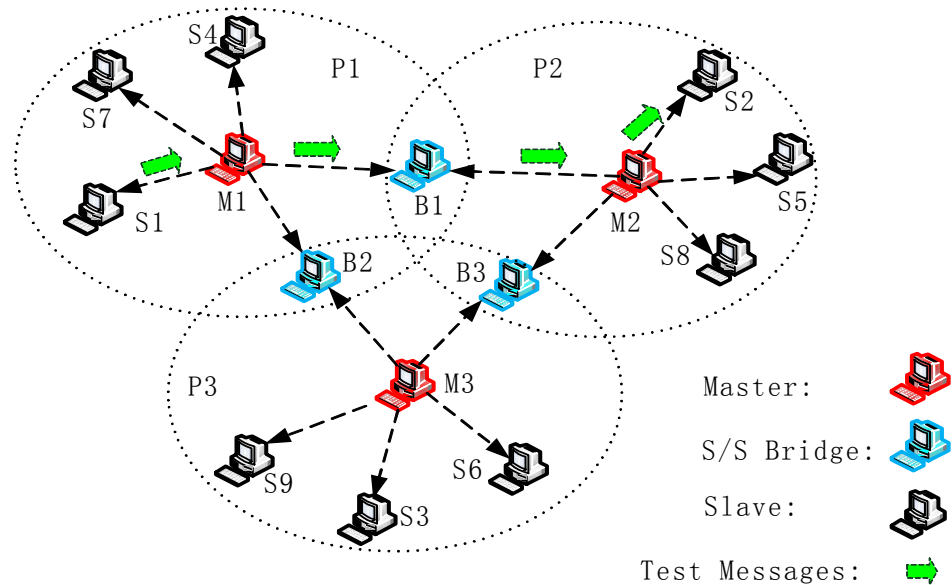 S4
P1
P2
S7
S2
M1
B1
M2
S5
S1
B2
B3
S8
P3
M3
Master:
S9
S6
S/S Bridge:
S3
Slave:
Test Messages: